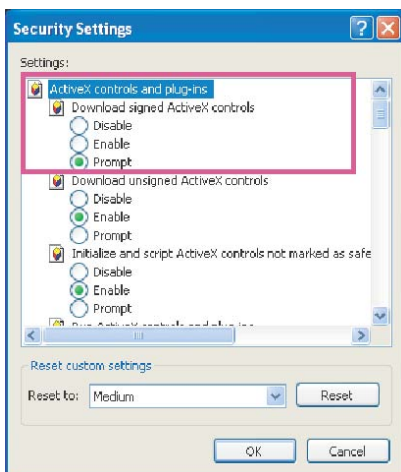 Security Settings
Settings:
ActiveX controls and plug-ins
Download signed ActiveX controls
Disable
Enable
Prompt
Download unsigned ActiveX controls
Disable
Enable
Prompt
Initialize and script ActiveX controls not marked as safe
Disable
Enable
Prompt
Reset custom settings
Reset to: Medium Reset
OK Cancel